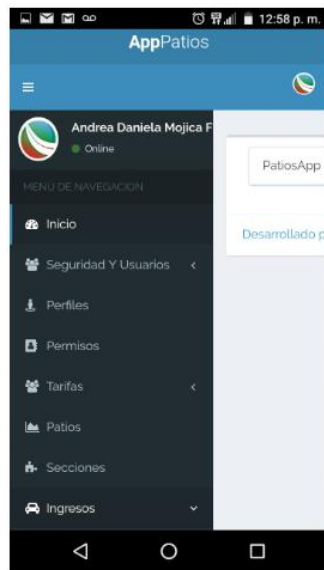 12:58 p. m.
AppPatios
Andrea Daniela Mojica F
Online
MENU DE NAVEGACION
Inicio
Seguridad Y Usuarios
Perfiles
Permisos
Tarifas
Patios
Secciones
Ingresos
PatiosApp
Desarrollado p